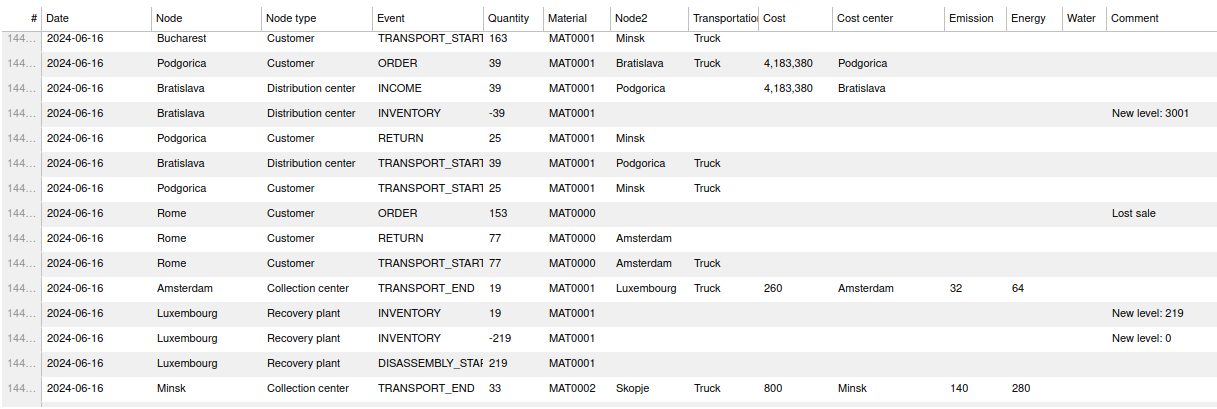 # Date Node Node type Event Quantity Material Node2 Transportation Cost Cost center Emission Energy Water Comment
144... 2024-06-16 Bucharest Customer TRANSPORT_START 163 MAT0001 Minsk Truck
144... 2024-06-16 Podgorica Customer ORDER 39 MAT0001 Bratislava Truck 4,183,380 Podgorica
144... 2024-06-16 Bratislava Distribution center INCOME 39 MAT0001 Podgorica 4,183,380 Bratislava
144... 2024-06-16 Bratislava Distribution center INVENTORY -39 MAT0001 New level: 3001
144... 2024-06-16 Podgorica Customer RETURN 25 MAT0001 Minsk
144... 2024-06-16 Bratislava Distribution center TRANSPORT_START 39 MAT0001 Podgorica Truck
144... 2024-06-16 Podgorica Customer TRANSPORT_START 25 MAT0001 Minsk Truck
144... 2024-06-16 Rome Customer ORDER 153 MAT0000 Lost sale
144... 2024-06-16 Rome Customer RETURN 77 MAT0000 Amsterdam
144... 2024-06-16 Rome Customer TRANSPORT_START 77 MAT0000 Amsterdam Truck
144... 2024-06-16 Amsterdam Collection center TRANSPORT_END 19 MAT0001 Luxembourg Truck 260 Amsterdam 32 64
144... 2024-06-16 Luxembourg Recovery plant INVENTORY 19 MAT0001 New level: 219
144... 2024-06-16 Luxembourg Recovery plant INVENTORY -219 MAT0001 New level: 0
144... 2024-06-16 Luxembourg Recovery plant DISASSEMBLY_STAR 219 MAT0001
144... 2024-06-16 Minsk Collection center TRANSPORT_END 33 MAT0002 Skopje Truck 800 Minsk 140 280